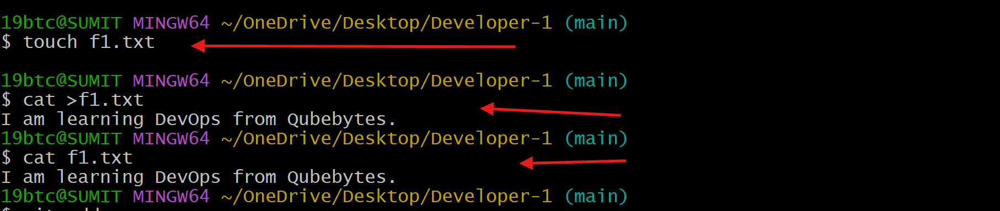 19btc@SUMIT MINGW64 ~/OneDrive/Desktop/Developer-1 (main)
$ touch f1.txt
19btc@SUMIT MINGW64 ~/OneDrive/Desktop/Developer-1 (main)
$ cat >f1.txt
I am learning DevOps from Qubebytes.
19btc@SUMIT MINGW64 ~/OneDrive/Desktop/Developer-1 (main)
$ cat f1.txt
I am learning DevOps from Qubebytes.
19btc@SUMIT MINGW64 ~/OneDrive/Desktop/Developer-1 (main)